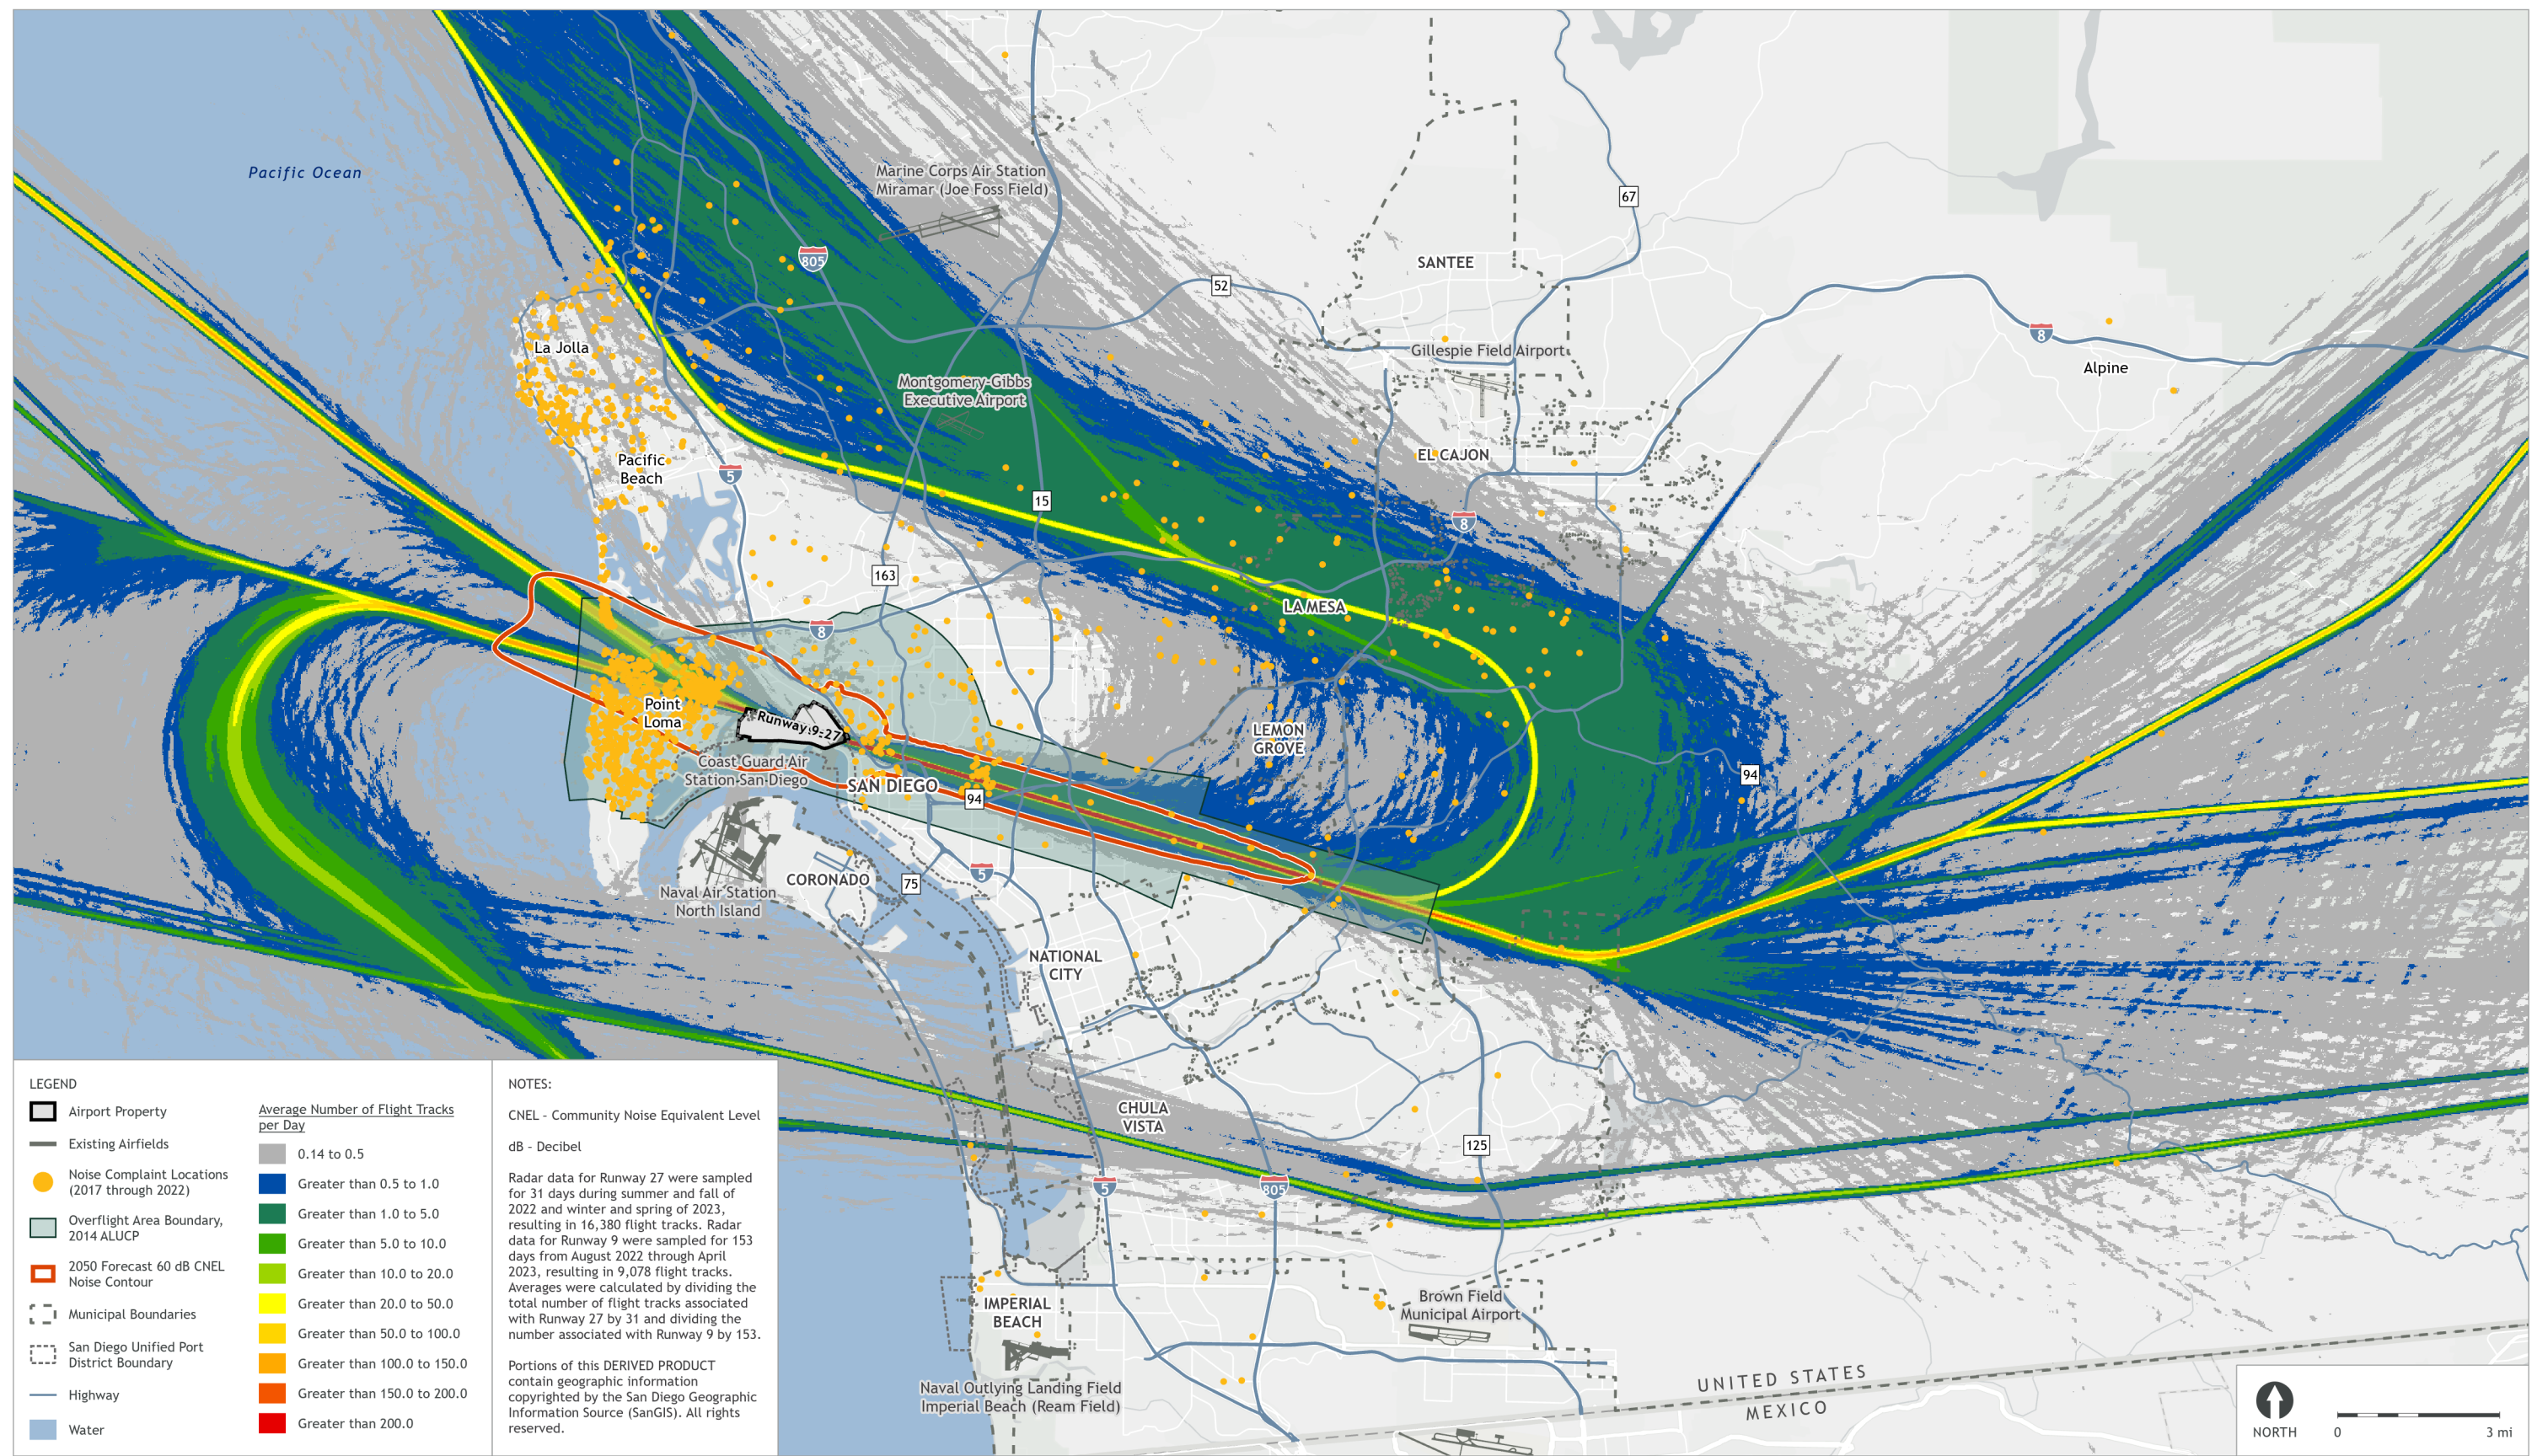 Pacific Ocean
Marine Corps Air Station
Miramar (Joe Foss Field)
67
805
SANTEE
52
8
La Jolla
Gillespie Field Airport
Alpine
Montgomery-Gibbs
Executive Airport
EL CAJON
Pacific
Beach
5
15
8
163
LA MESA
8
Point
Loma
Runway 9-27
LEMON
GROVE
Coast Guard Air
Station San Diego
SAN DIEGO
94
94
CORONADO
75
5
Naval Air Station
North Island
NATIONAL
CITY
CHULA
VISTA
125
5
805
IMPERIAL
BEACH
Brown Field
Municipal Airport
Naval Outlying Landing Field
Imperial Beach (Ream Field)
UNITED STATES
MEXICO
LEGEND
Airport Property
Existing Airfields
Noise Complaint Locations
(2017 through 2022)
Overflight Area Boundary,
2014 ALUCP
2050 Forecast 60 dB CNEL
Noise Contour
Municipal Boundaries
San Diego Unified Port
District Boundary
Highway
Water
Average Number of Flight Tracks
per Day
0.14 to 0.5
Greater than 0.5 to 1.0
Greater than 1.0 to 5.0
Greater than 5.0 to 10.0
Greater than 10.0 to 20.0
Greater than 20.0 to 50.0
Greater than 50.0 to 100.0
Greater than 100.0 to 150.0
Greater than 150.0 to 200.0
Greater than 200.0
NOTES:
CNEL - Community Noise Equivalent Level
dB - Decibel
Radar data for Runway 27 were sampled
for 31 days during summer and fall of
2022 and winter and spring of 2023,
resulting in 16,380 flight tracks. Radar
data for Runway 9 were sampled for 153
days from August 2022 through April
2023, resulting in 9,078 flight tracks.
Averages were calculated by dividing the
total number of flight tracks associated
with Runway 27 by 31 and dividing the
number associated with Runway 9 by 153.
Portions of this DERIVED PRODUCT
contain geographic information
copyrighted by the San Diego Geographic
Information Source (SanGIS). All rights
reserved.
NORTH
0
3 mi